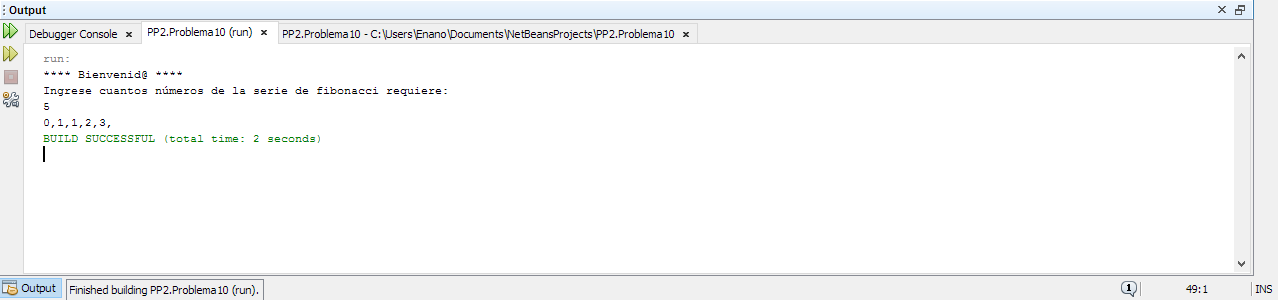 Output
Debugger Console PP2.Problema10 (run) PP2.Problema10 - C:\Users\Enano\Documents\NetBeansProjects\PP2.Problema10
run:
**** Bienvenid@ ****
Ingrese cuantos números de la serie de fibonacci requiere:
5
0,1,1,2,3,
BUILD SUCCESSFUL (total time: 2 seconds)
Output Finished building PP2.Problema10 (run). 1 49:1 INS